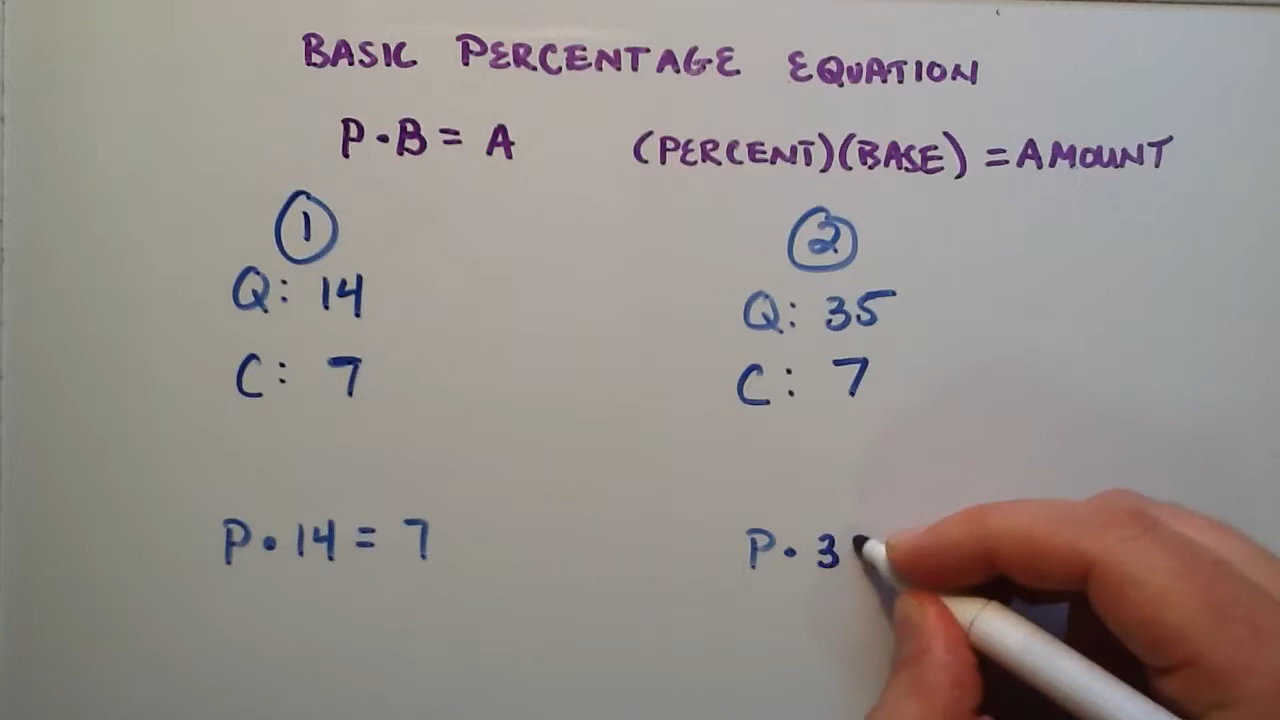 BASIC PERCENTAGE EQUATION
P·B = A (PERCENT)(BASE) = AMOUNT
1
Q: 14
C: 7
P·14 = 7
2
Q: 35
C: 7
P·3